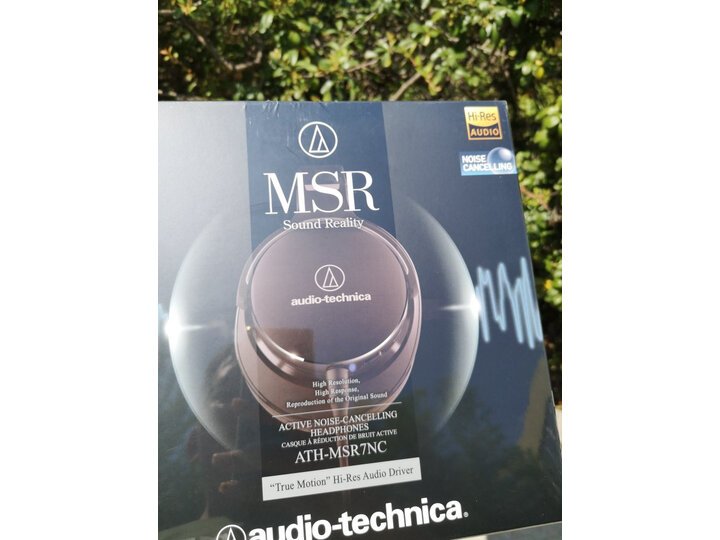 Hi-Res
AUDIO
NOISE
CANCELLING
MSR
Sound Reality
audio-technica
High Resolution,
High Response,
Reproduction of the Original Sound
ACTIVE NOISE-CANCELLING
HEADPHONES
CASQUE À RÉDUCTION DE BRUIT ACTIVE
ATH-MSR7NC
"True Motion" Hi-Res Audio Driver
audio-technica®